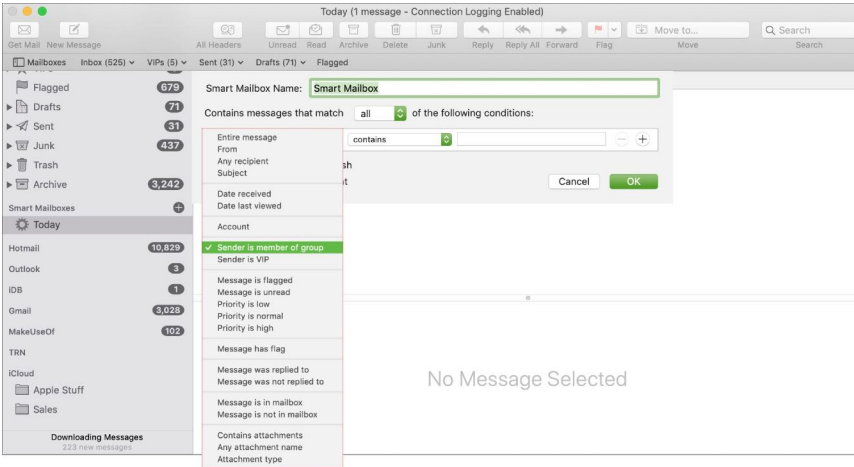 Today (1 message - Connection Logging Enabled)
Get Mail New Message All Headers Unread Read Archive Delete Junk Reply Reply All Forward Flag Move to... Move Search Search
Mailboxes Inbox (525) VIPs (5) Sent (31) Drafts (71) Flagged
Flagged 679
Drafts 71
Sent 31
Junk 437
Trash
Archive 3,242
Smart Mailboxes
Today
Hotmail 10,829
Outlook 3
iDB 1
Gmail 3,028
MakeUseOf 102
TRN
iCloud
Apple Stuff
Sales
Downloading Messages
223 new messages
Smart Mailbox Name: Smart Mailbox
Contains messages that match all of the following conditions:
contains
Entire message
From
Any recipient
Subject
Date received
Date last viewed
Account
Sender is member of group
Sender is VIP
Message is flagged
Message is unread
Priority is low
Priority is normal
Priority is high
Message has flag
Message was replied to
Message was not replied to
Message is in mailbox
Message is not in mailbox
Contains attachments
Any attachment name
Attachment type
Cancel OK
No Message Selected